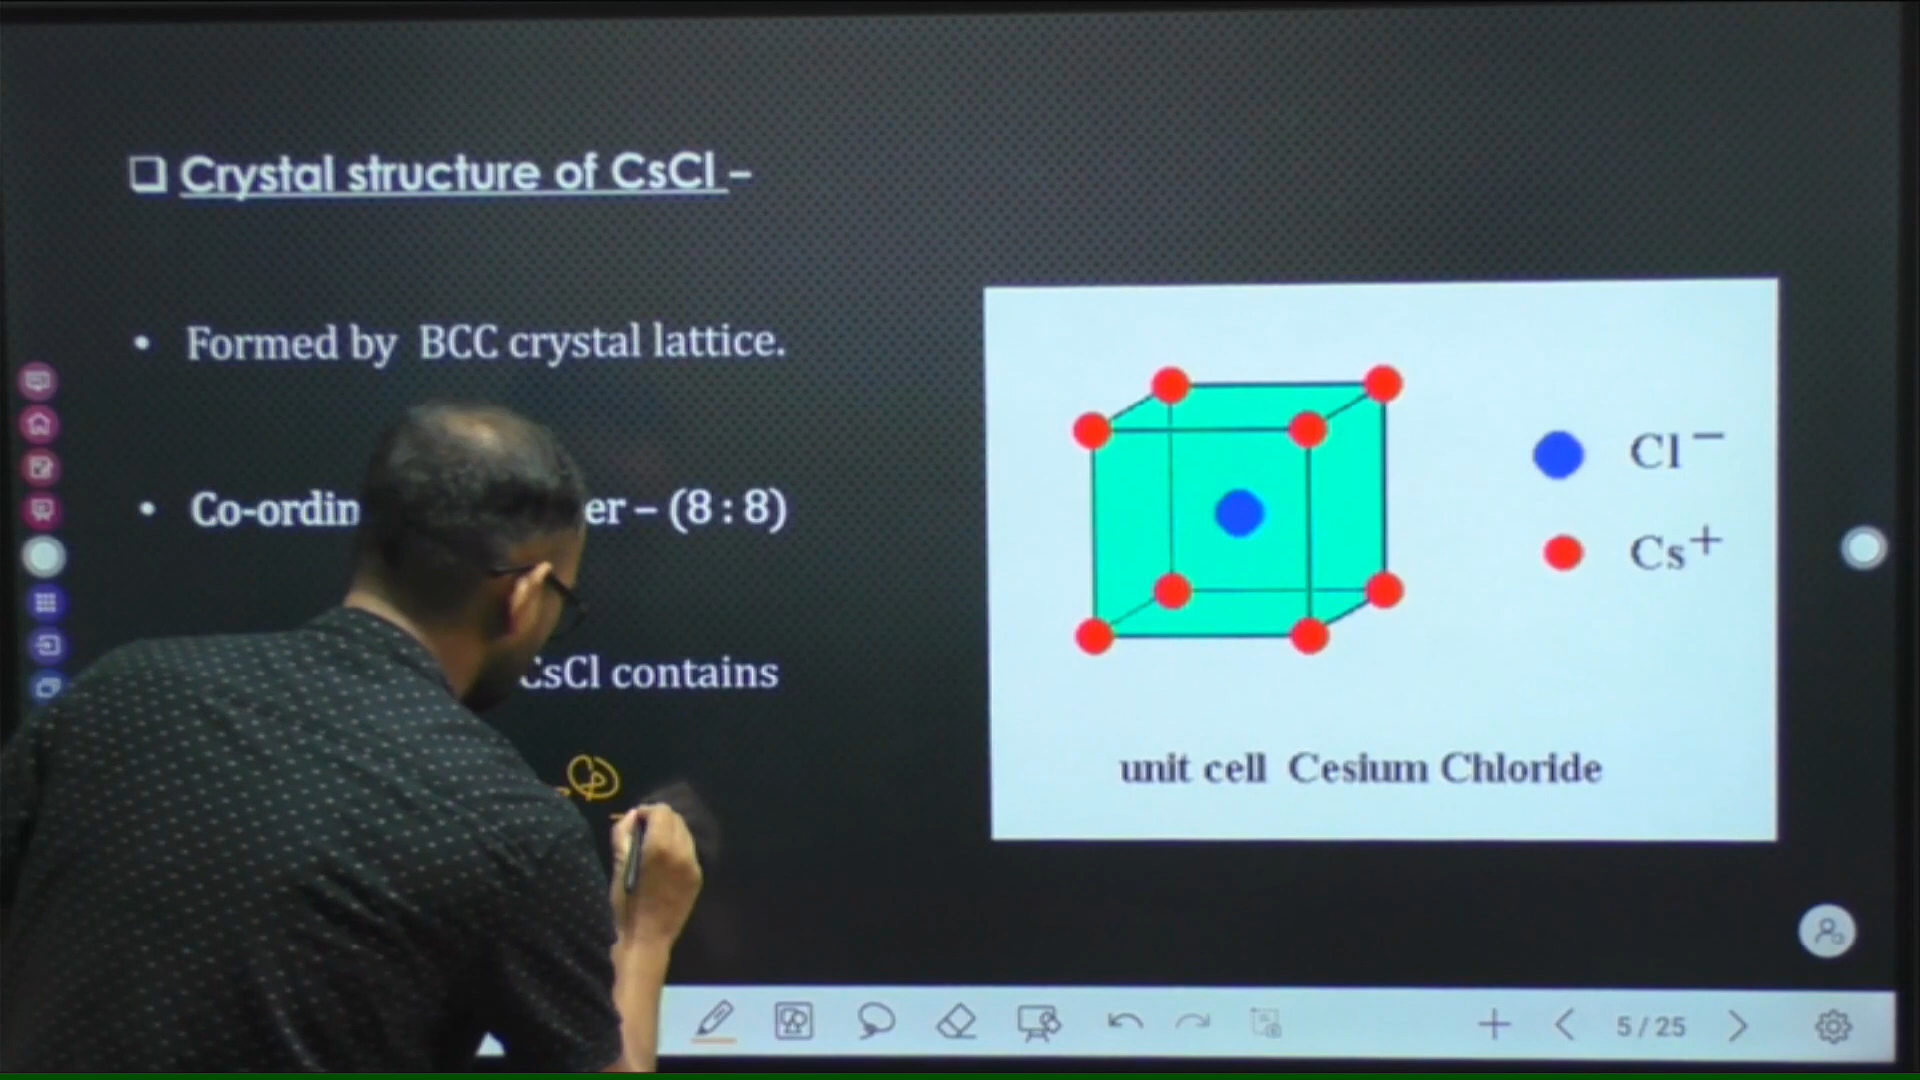 Crystal structure of CsCl –
• Formed by BCC crystal lattice.
• Co-ordin er – (8 : 8)
CsCl contains
Cl −
Cs+
unit cell Cesium Chloride
5 / 25